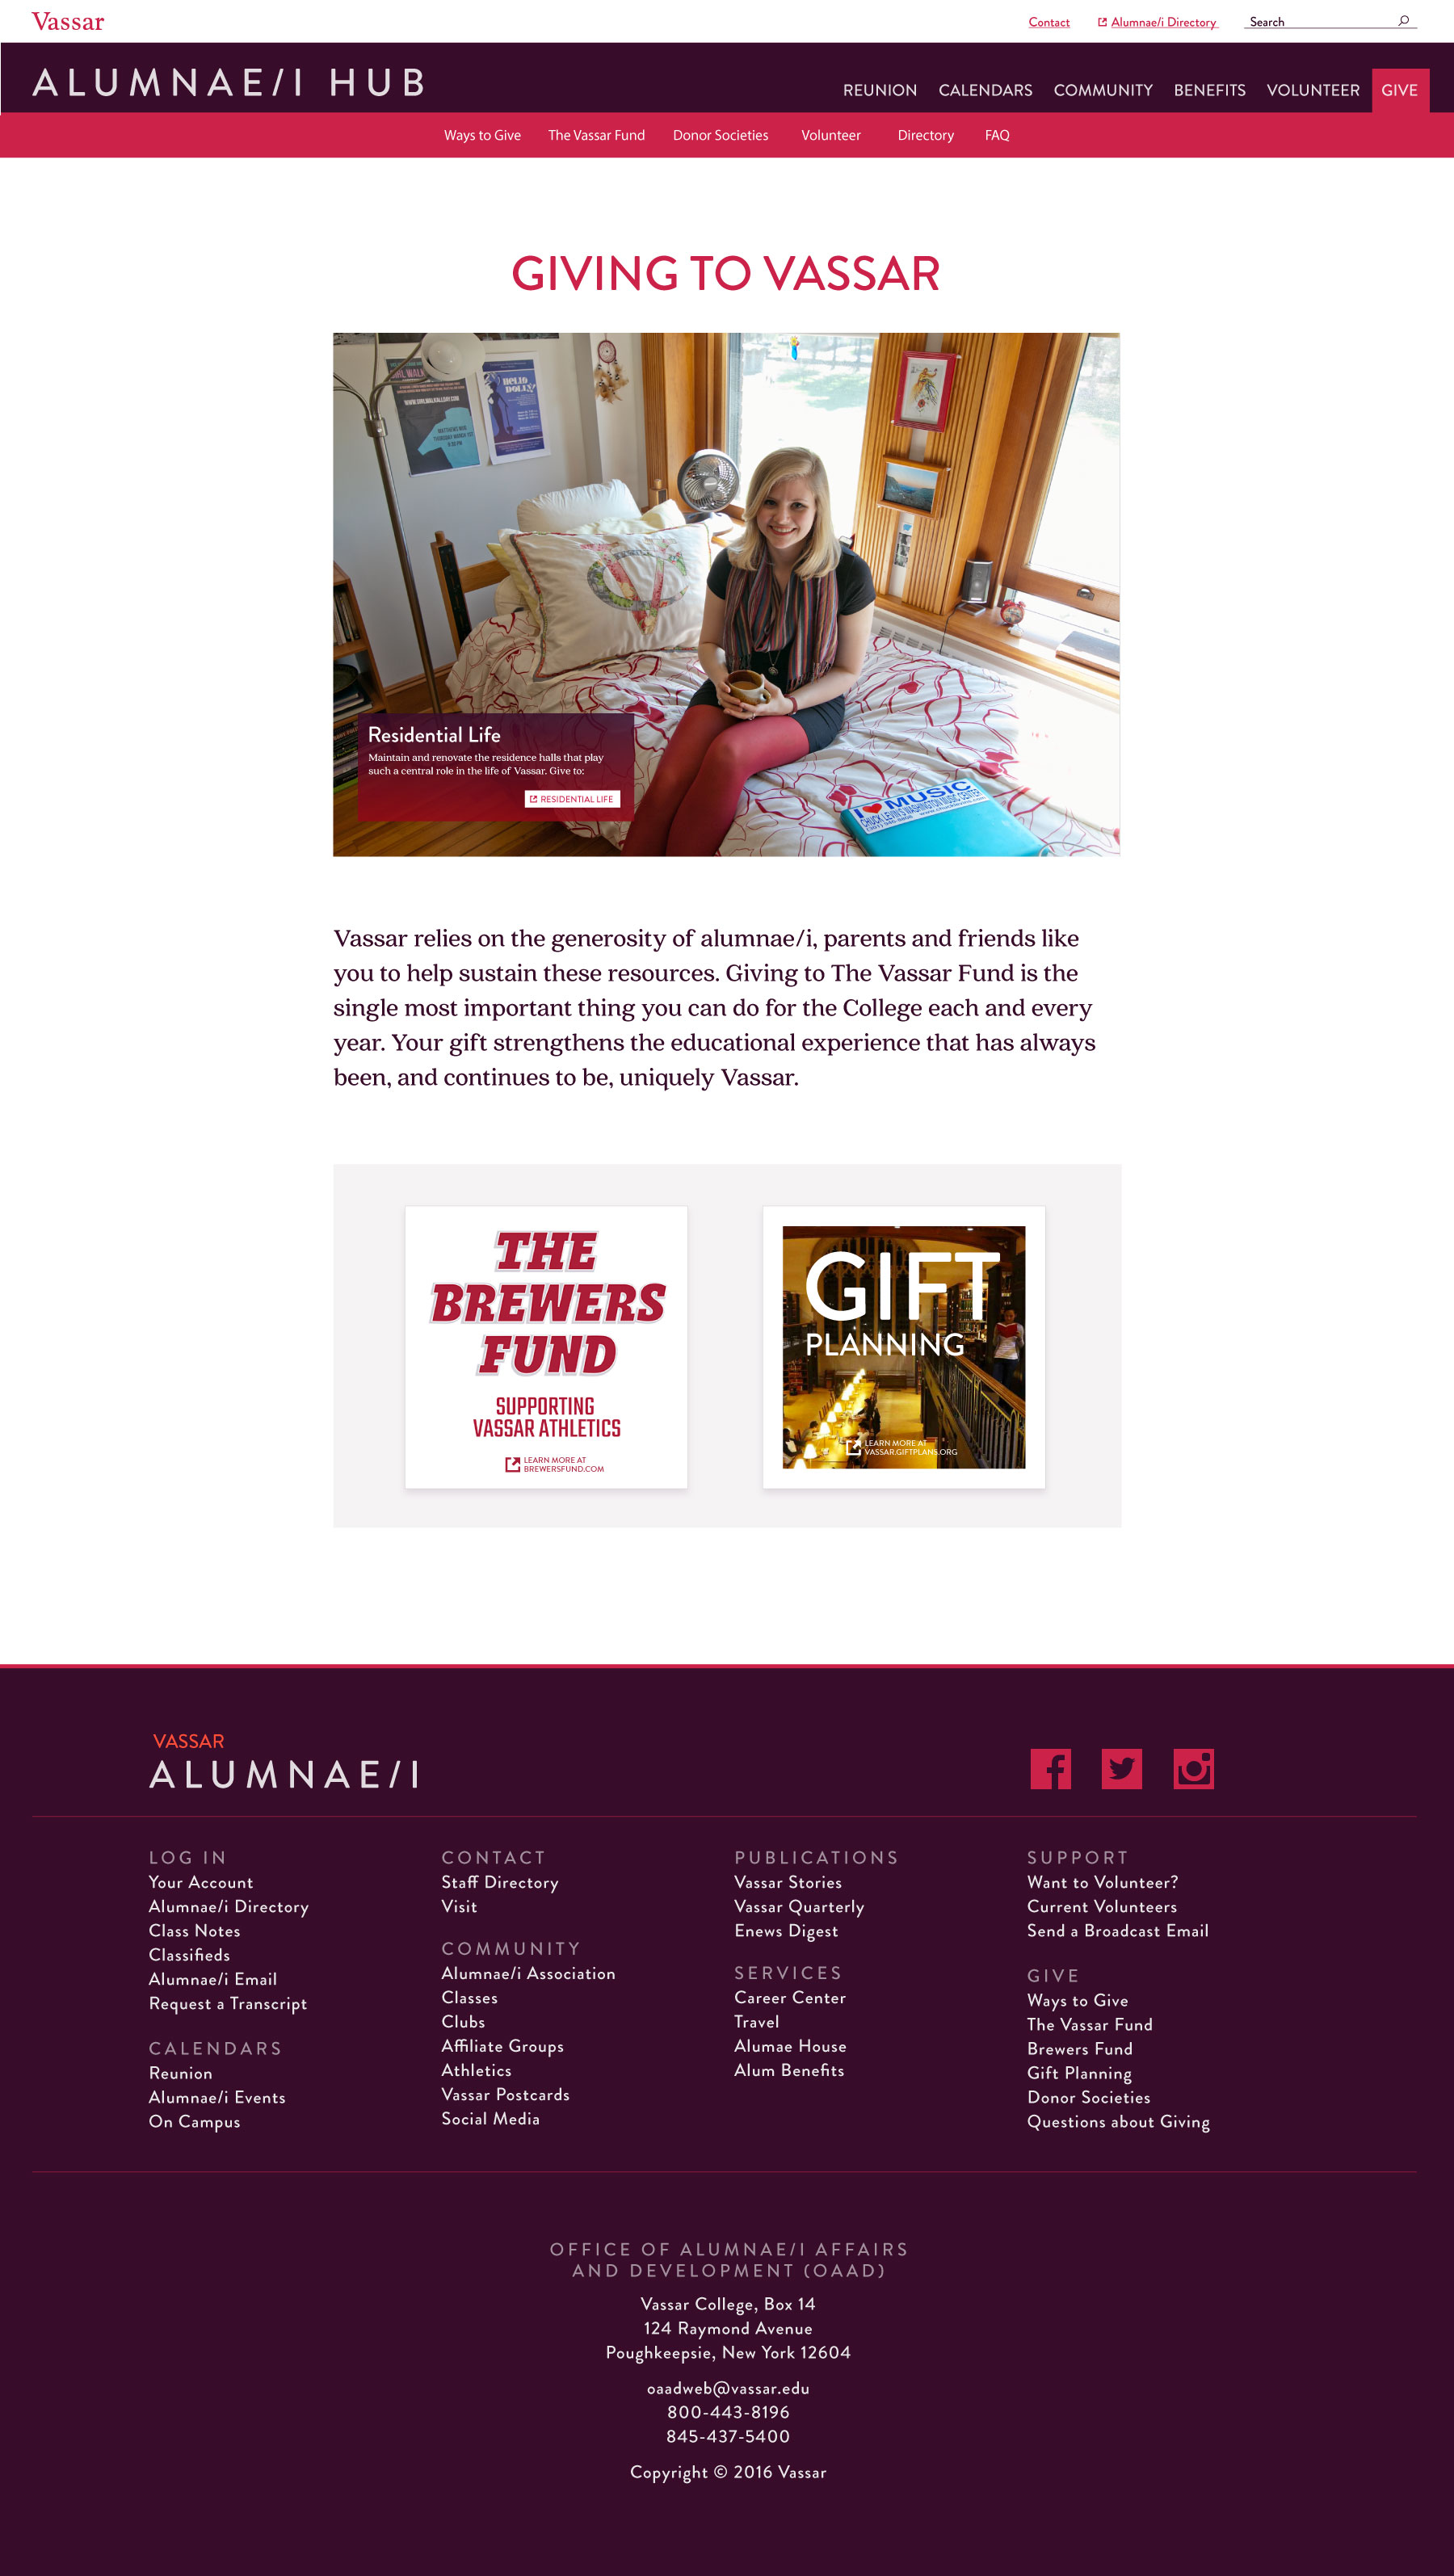 Vassar
Contact
Alumnae/i Directory
Search
ALUMNAE/I HUB
REUNION CALENDARS COMMUNITY BENEFITS VOLUNTEER GIVE
Ways to Give The Vassar Fund Donor Societies Volunteer Directory FAQ
GIVING TO VASSAR
HELLO
DOLLY!
I ❤ MUSIC
CHUCK LEVIN'S WASHINGTON MUSIC CENTER
Residential Life
Maintain and renovate the residence halls that play
such a central role in the life of Vassar. Give to:
RESIDENTIAL LIFE
Vassar relies on the generosity of alumnae/i, parents and friends like
you to help sustain these resources. Giving to The Vassar Fund is the
single most important thing you can do for the College each and every
year. Your gift strengthens the educational experience that has always
been, and continues to be, uniquely Vassar.
THE
BREWERS
FUND
SUPPORTING
VASSAR ATHLETICS
LEARN MORE AT
BREWERSFUND.COM
GIFT
PLANNING
LEARN MORE AT
VASSAR.GIFTPLANS.ORG
VASSAR
ALUMNAE/I
LOG IN
Your Account
Alumnae/i Directory
Class Notes
Classifieds
Alumnae/i Email
Request a Transcript
CALENDARS
Reunion
Alumnae/i Events
On Campus
CONTACT
Staff Directory
Visit
COMMUNITY
Alumnae/i Association
Classes
Clubs
Affiliate Groups
Athletics
Vassar Postcards
Social Media
PUBLICATIONS
Vassar Stories
Vassar Quarterly
Enews Digest
SERVICES
Career Center
Travel
Alumae House
Alum Benefits
SUPPORT
Want to Volunteer?
Current Volunteers
Send a Broadcast Email
GIVE
Ways to Give
The Vassar Fund
Brewers Fund
Gift Planning
Donor Societies
Questions about Giving
OFFICE OF ALUMNAE/I AFFAIRS
AND DEVELOPMENT (OAAD)
Vassar College, Box 14
124 Raymond Avenue
Poughkeepsie, New York 12604
oaadweb@vassar.edu
800-443-8196
845-437-5400
Copyright © 2016 Vassar